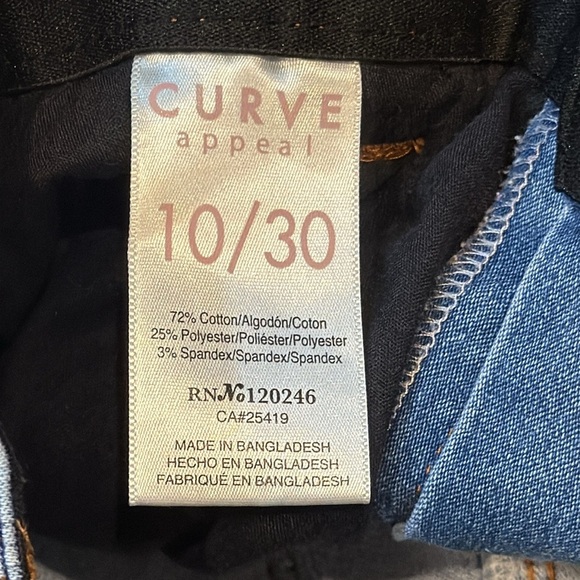 CURVE
appeal
10/30
72% Cotton/Algodón/Coton
25% Polyester/Poliéster/Polyester
3% Spandex/Spandex/Spandex
RN№120246
CA#25419
MADE IN BANGLADESH
HECHO EN BANGLADESH
FABRIQUÉ EN BANGLADESH